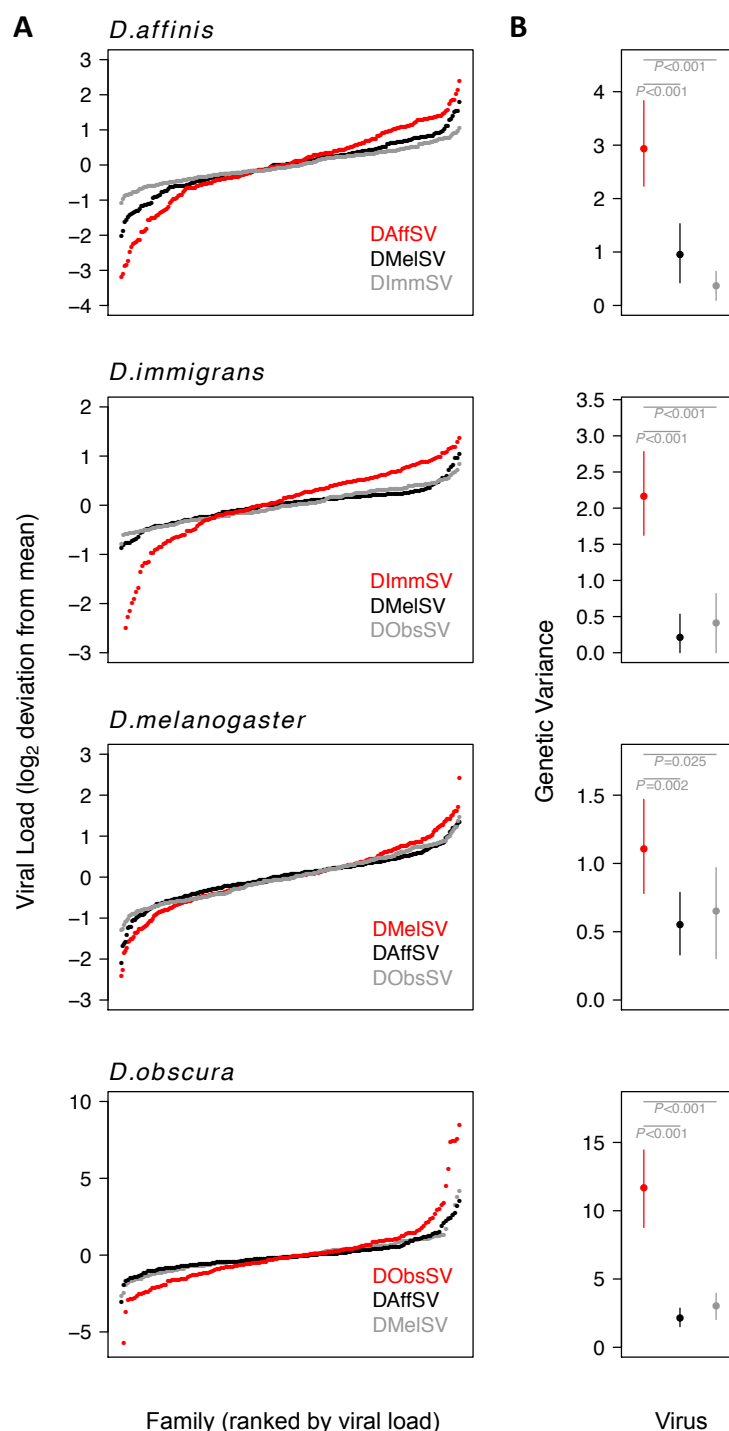 A
B
D.affinis
3
2
1
0
−1
−2
−3
−4
DAffSV
DMelSV
DImmSV
4
3
2
1
0
P<0.001
P<0.001
D.immigrans
2
1
0
−1
−2
−3
DImmSV
DMelSV
DObsSV
3.5
3.0
2.5
2.0
1.5
1.0
0.5
0.0
P<0.001
P<0.001
Viral Load (log2 deviation from mean)
Genetic Variance
D.melanogaster
3
2
1
0
−1
−2
−3
DMelSV
DAffSV
DObsSV
1.5
1.0
0.5
0.0
P=0.025
P=0.002
D.obscura
10
5
0
−5
DObsSV
DAffSV
DMelSV
15
10
5
0
P<0.001
P<0.001
Family (ranked by viral load)
Virus